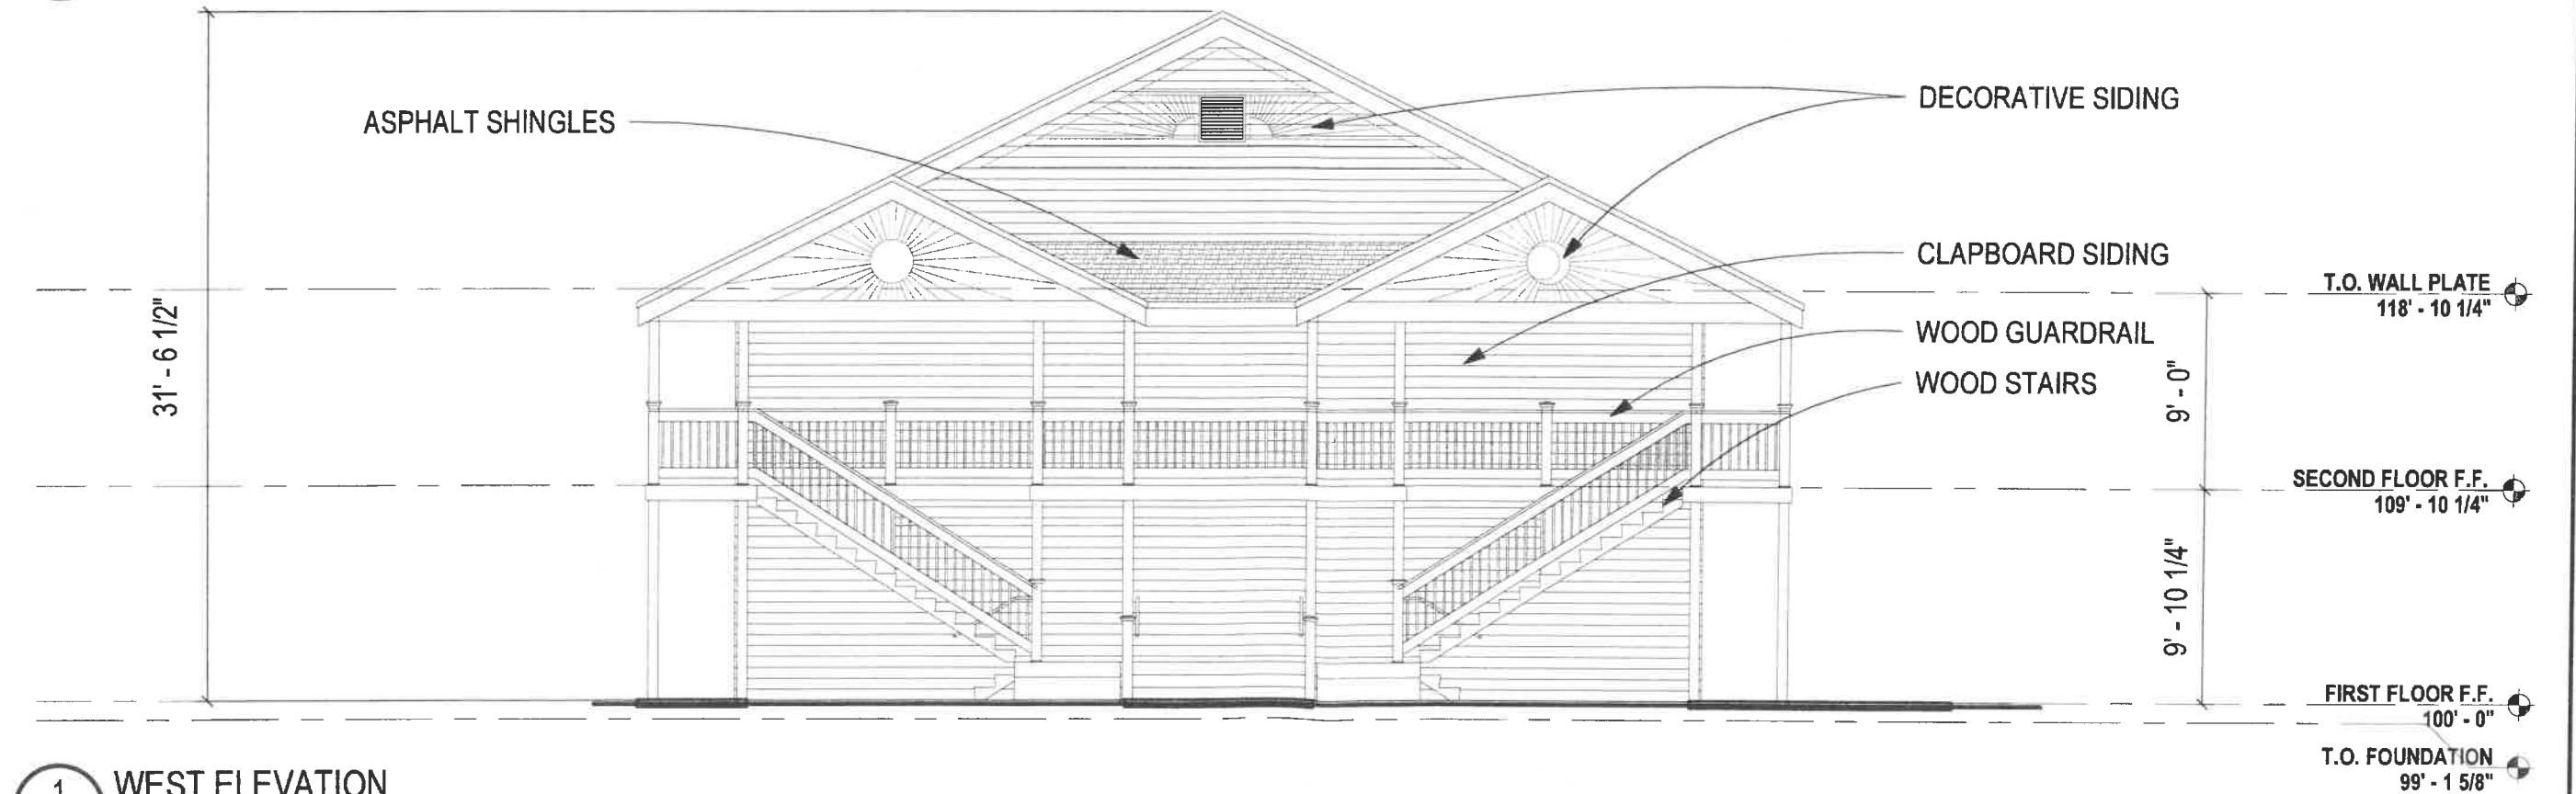 ASPHALT SHINGLES
DECORATIVE SIDING
CLAPBOARD SIDING
WOOD GUARDRAIL
WOOD STAIRS
31' - 6 1/2"
T.O. WALL PLATE
118' - 10 1/4"
9' - 0"
SECOND FLOOR F.F.
109' - 10 1/4"
9' - 10 1/4"
FIRST FLOOR F.F.
100' - 0"
T.O. FOUNDATION
99' - 1 5/8"
1
WEST ELEVATION